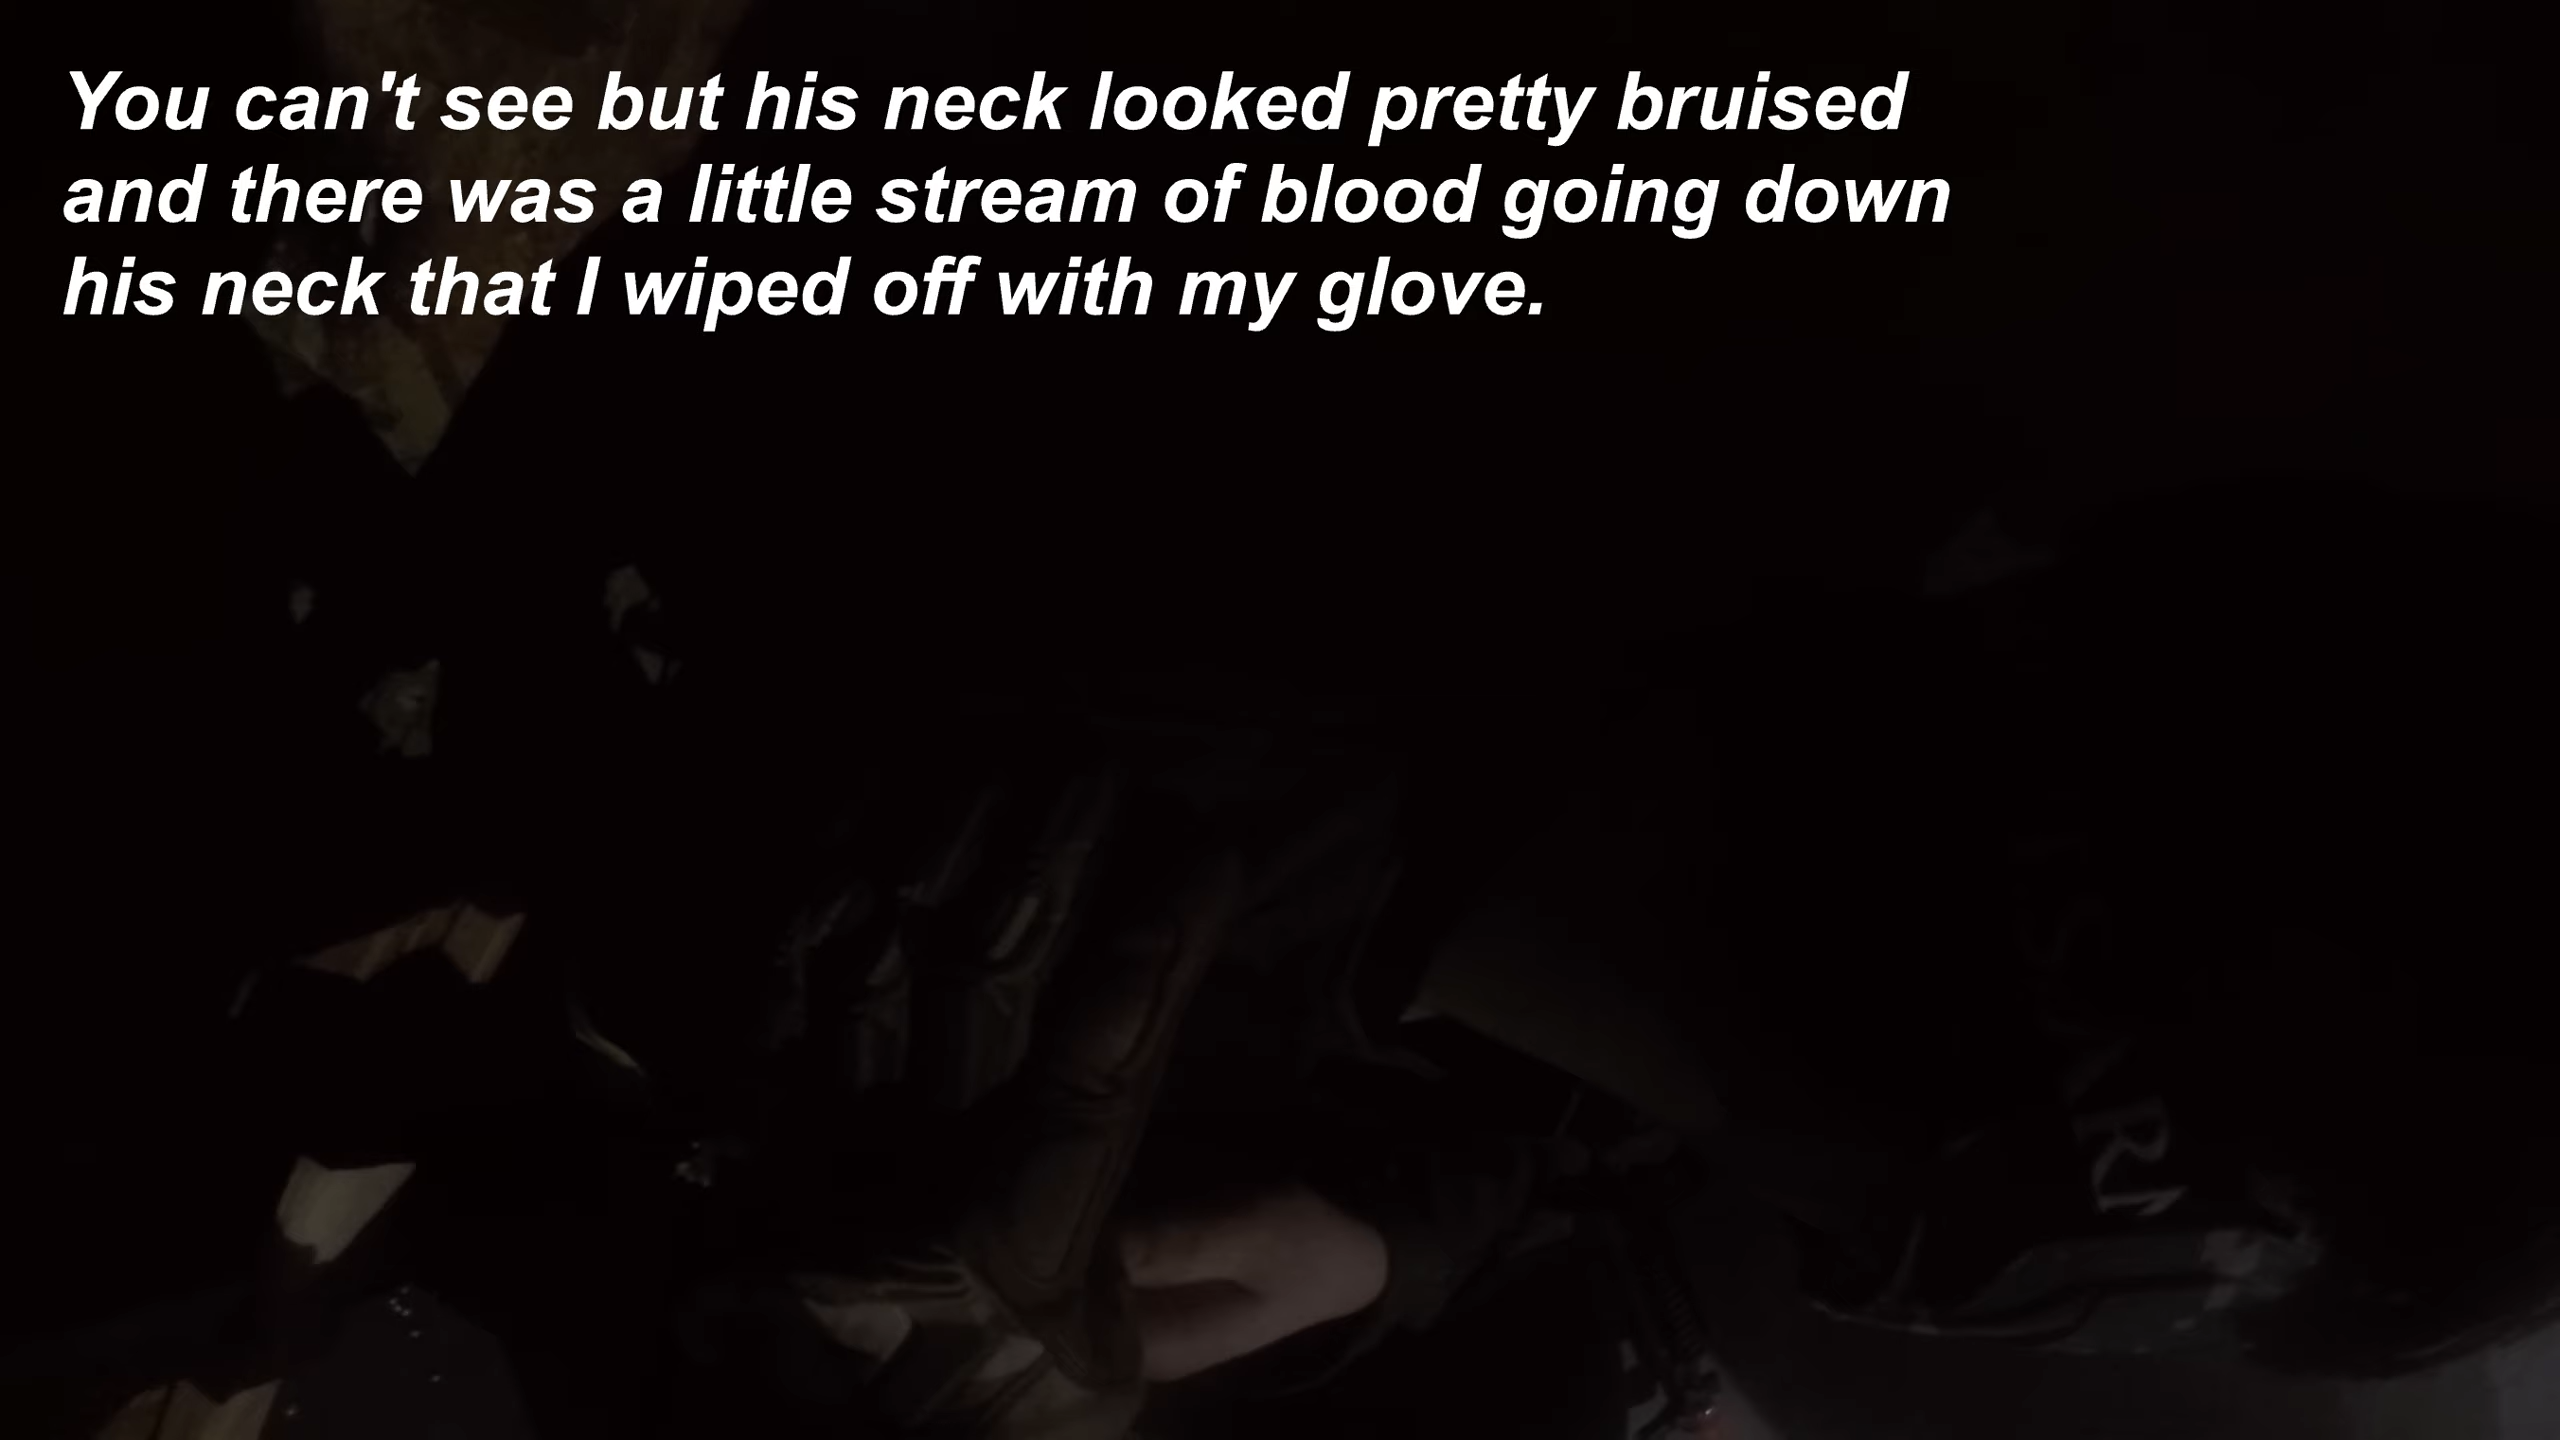 You can't see but his neck looked pretty bruised
and there was a little stream of blood going down
his neck that I wiped off with my glove.